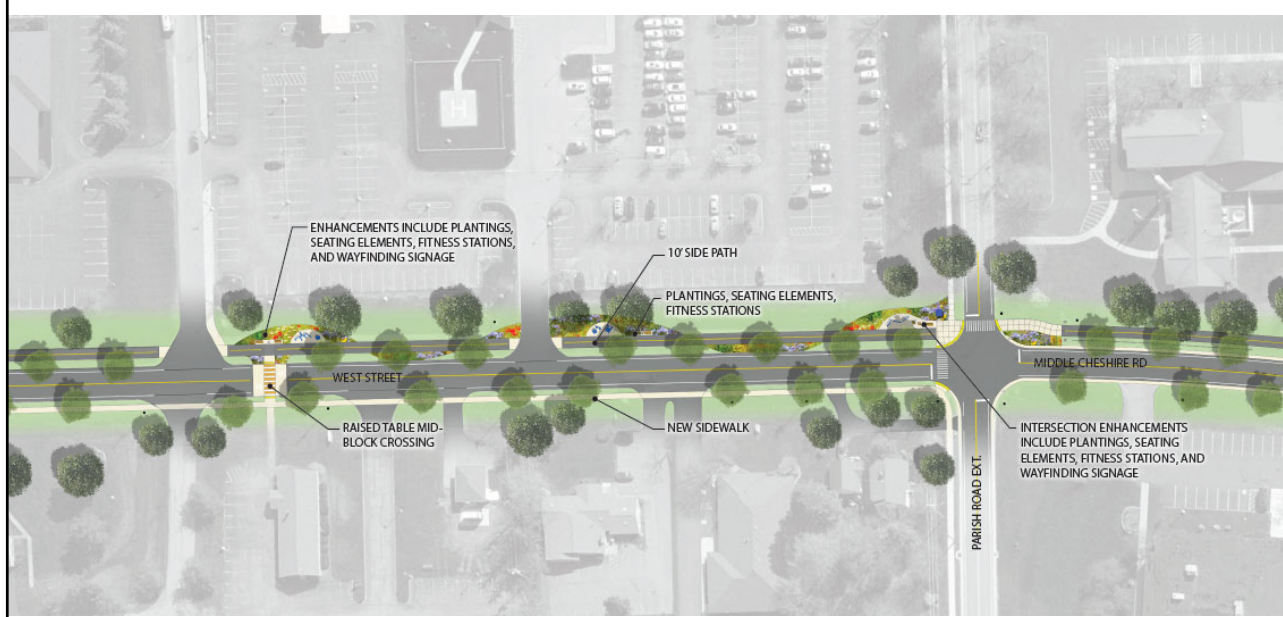 H
ENHANCEMENTS INCLUDE PLANTINGS,
SEATING ELEMENTS, FITNESS STATIONS,
AND WAYFINDING SIGNAGE
10' SIDE PATH
PLANTINGS, SEATING ELEMENTS,
FITNESS STATIONS
WEST STREET
MIDDLE CHESHIRE RD
RAISED TABLE MID-
BLOCK CROSSING
NEW SIDEWALK
INTERSECTION ENHANCEMENTS
INCLUDE PLANTINGS, SEATING
ELEMENTS, FITNESS STATIONS, AND
WAYFINDING SIGNAGE
PARISH ROAD EXT.